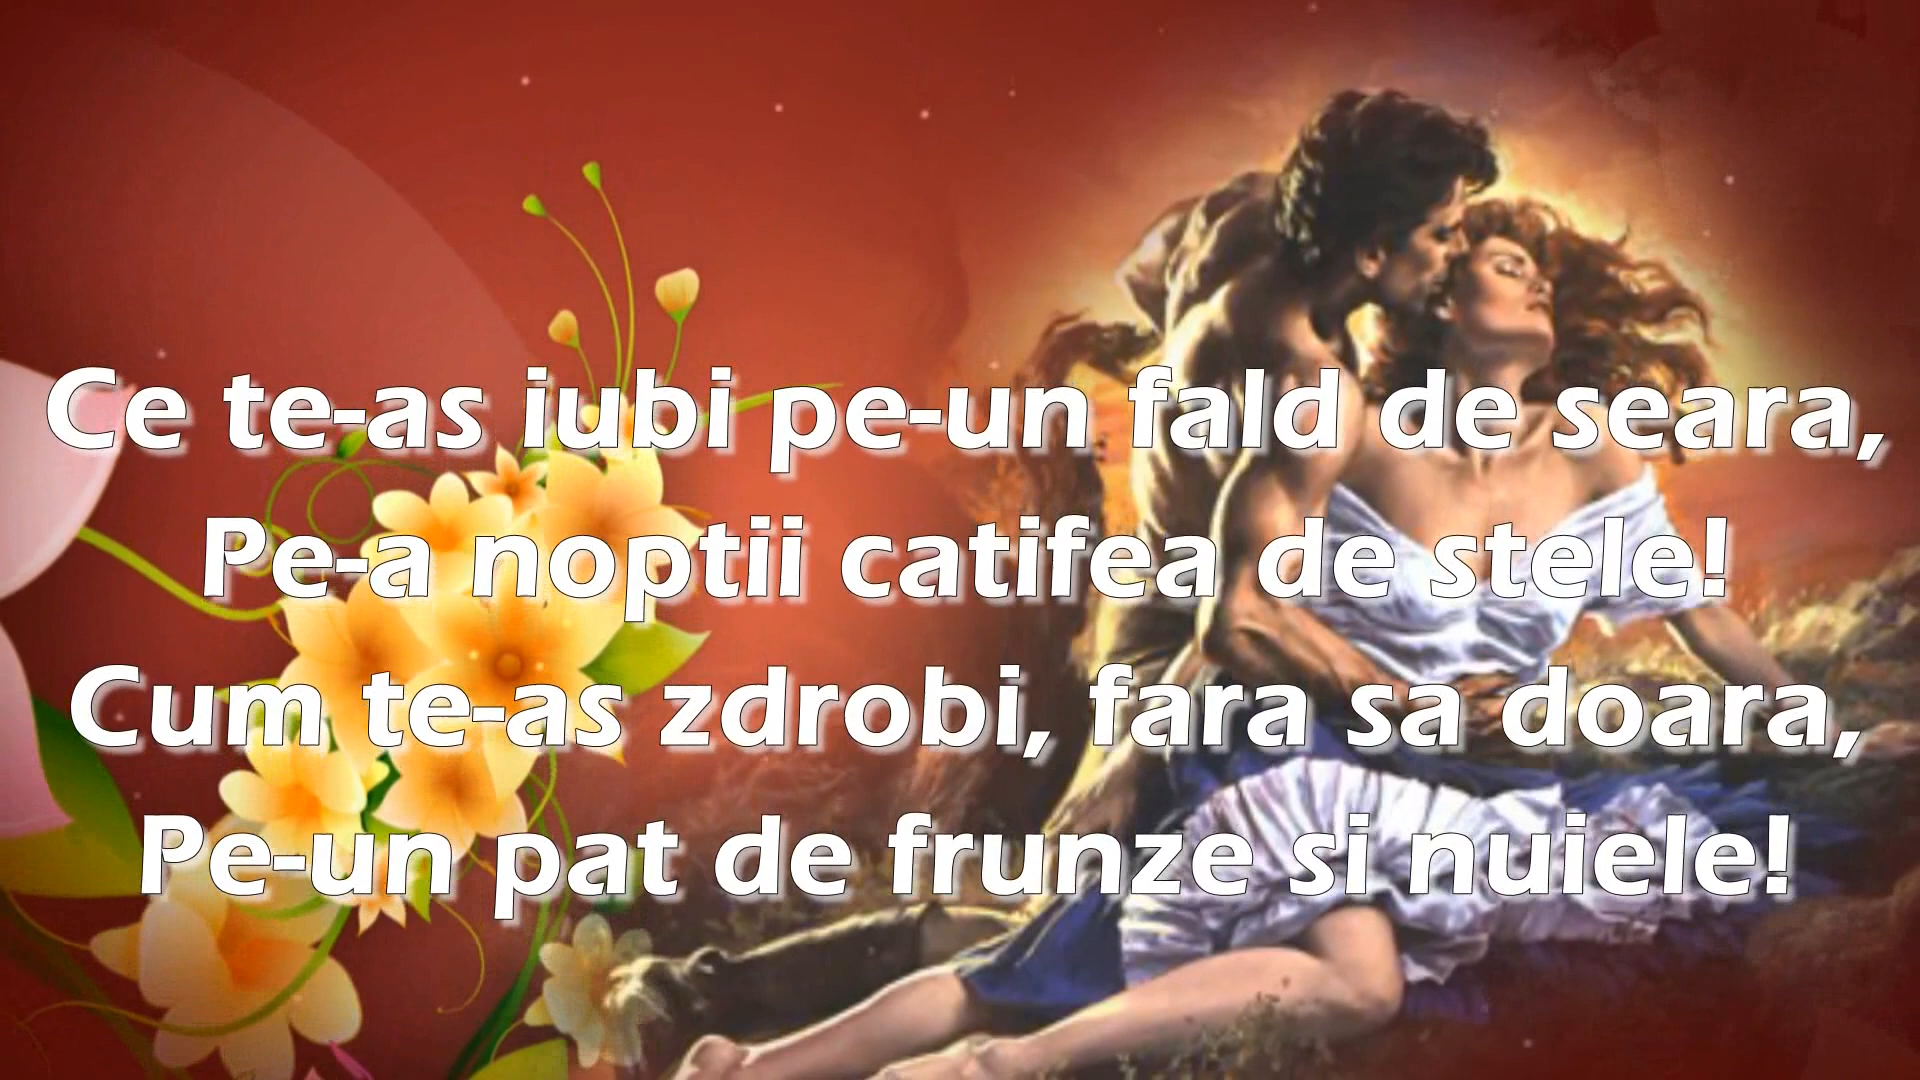 Ce te-as iubi pe-un fald de seara,
Pe-a noptii catifea de stele!
Cum te-as zdrobi, fara sa doara,
Pe-un pat de frunze si nuiele!